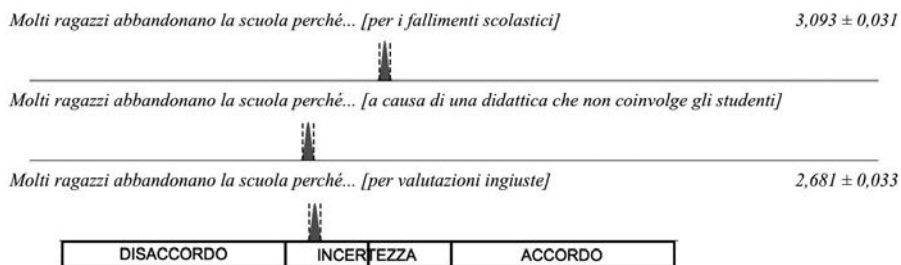 Molti ragazzi abbandonano la scuola perché... [per i fallimenti scolastici] 3,093 ± 0,031
Molti ragazzi abbandonano la scuola perché... [a causa di una didattica che non coinvolge gli studenti]
Molti ragazzi abbandonano la scuola perché... [per valutazioni ingiuste] 2,681 ± 0,033
DISACCORDO INCERTEZZA ACCORDO